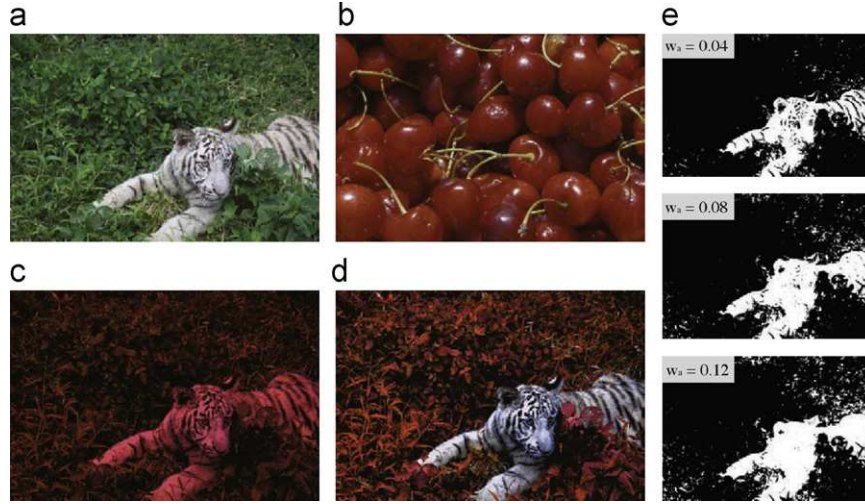 a
b
e
wₐ = 0.04
wₐ = 0.08
c
d
wₐ = 0.12